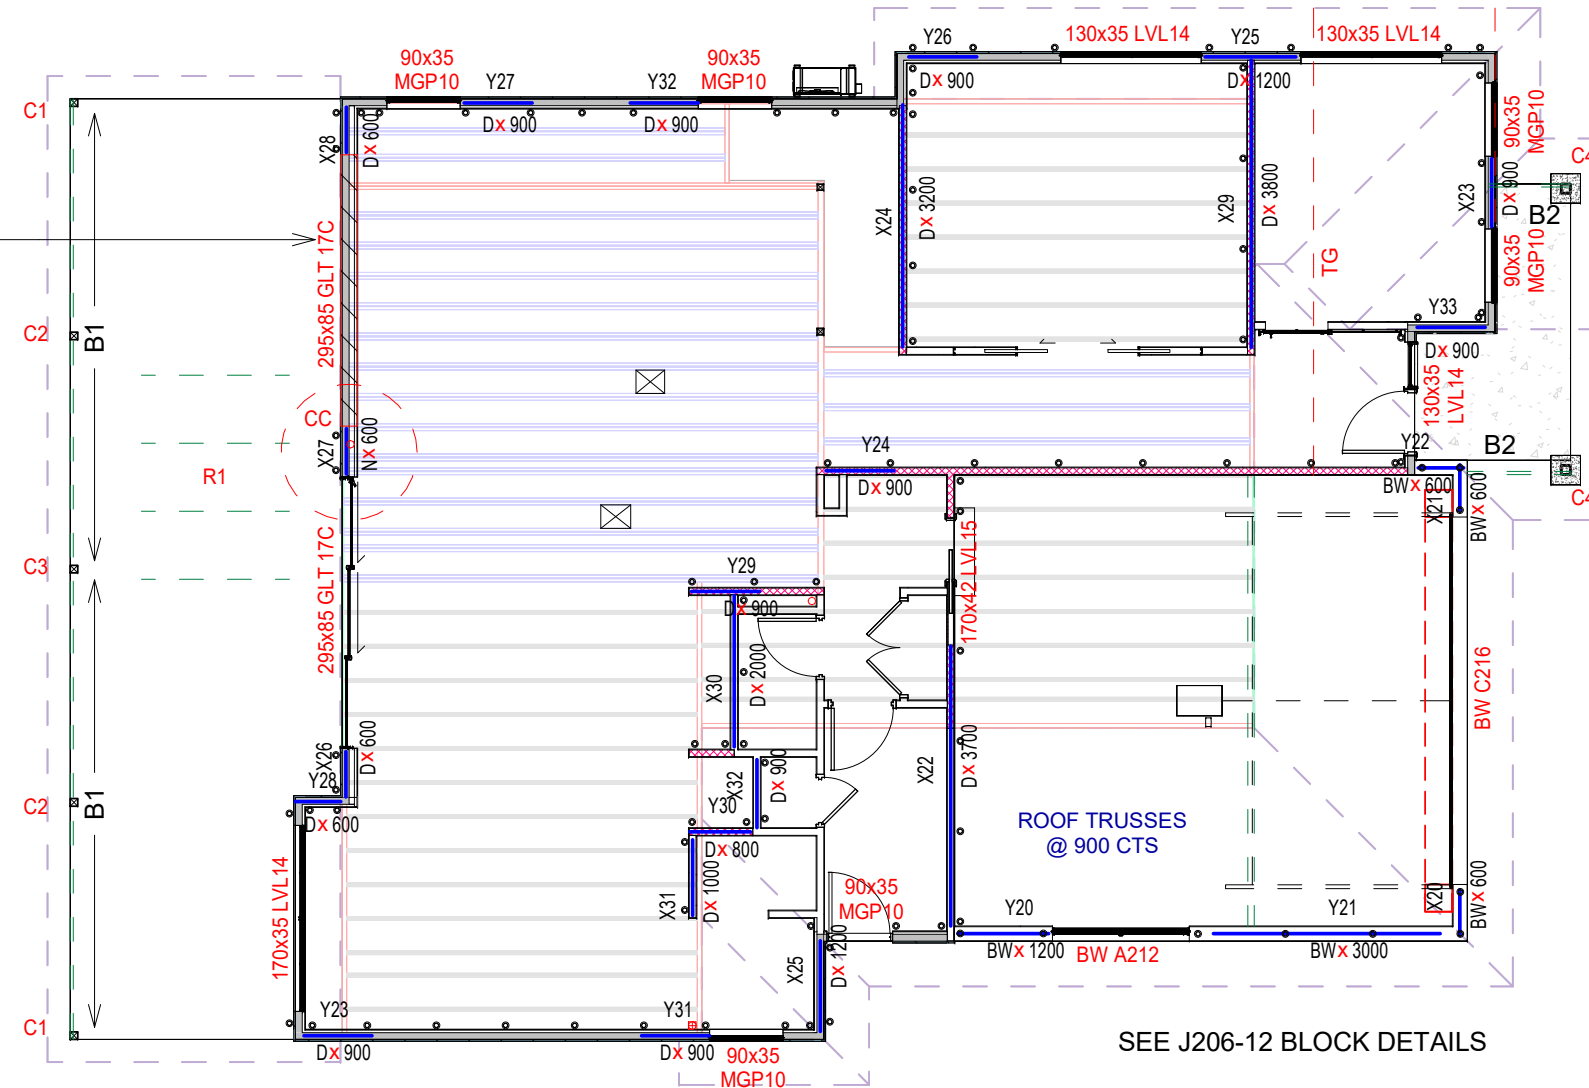 Y26
130x35 LVL14
Y25
130x35 LVL14
90x35
MGP10
Y27
Y32
90x35
MGP10
Dx 900
Dx 1200
C1
Dx 900
Dx 900
X28
Dx 600
90x35
MGP10
C4
X24
Dx 3200
X29
Dx 3800
X23
Dx 900
B2
295x85 GLT 17C
TG
90x35
MGP10
Y33
C2
B1
Dx 900
130x35
LVL14
CC
X27
Nx 600
R1
Y24
Dx 900
Y22
B2
BWx 600
X21
BWx 600
C4
295x85 GLT 17C
C3
Y29
Dx 900
170x42 LVL15
X30
Dx 2000
BW C216
X26
Dx 600
Y28
Dx 600
C2
B1
X32
Dx 900
Y30
Dx 800
X22
Dx 3700
ROOF TRUSSES
@ 900 CTS
170x35 LVL14
X31
Dx 1000
90x35
MGP10
Y20
Y21
X20
BWx 600
X25
Dx 1200
BWx 1200
BW A212
BWx 3000
C1
Y23
Y31
Dx 900
Dx 900
90x35
MGP10
SEE J206-12 BLOCK DETAILS